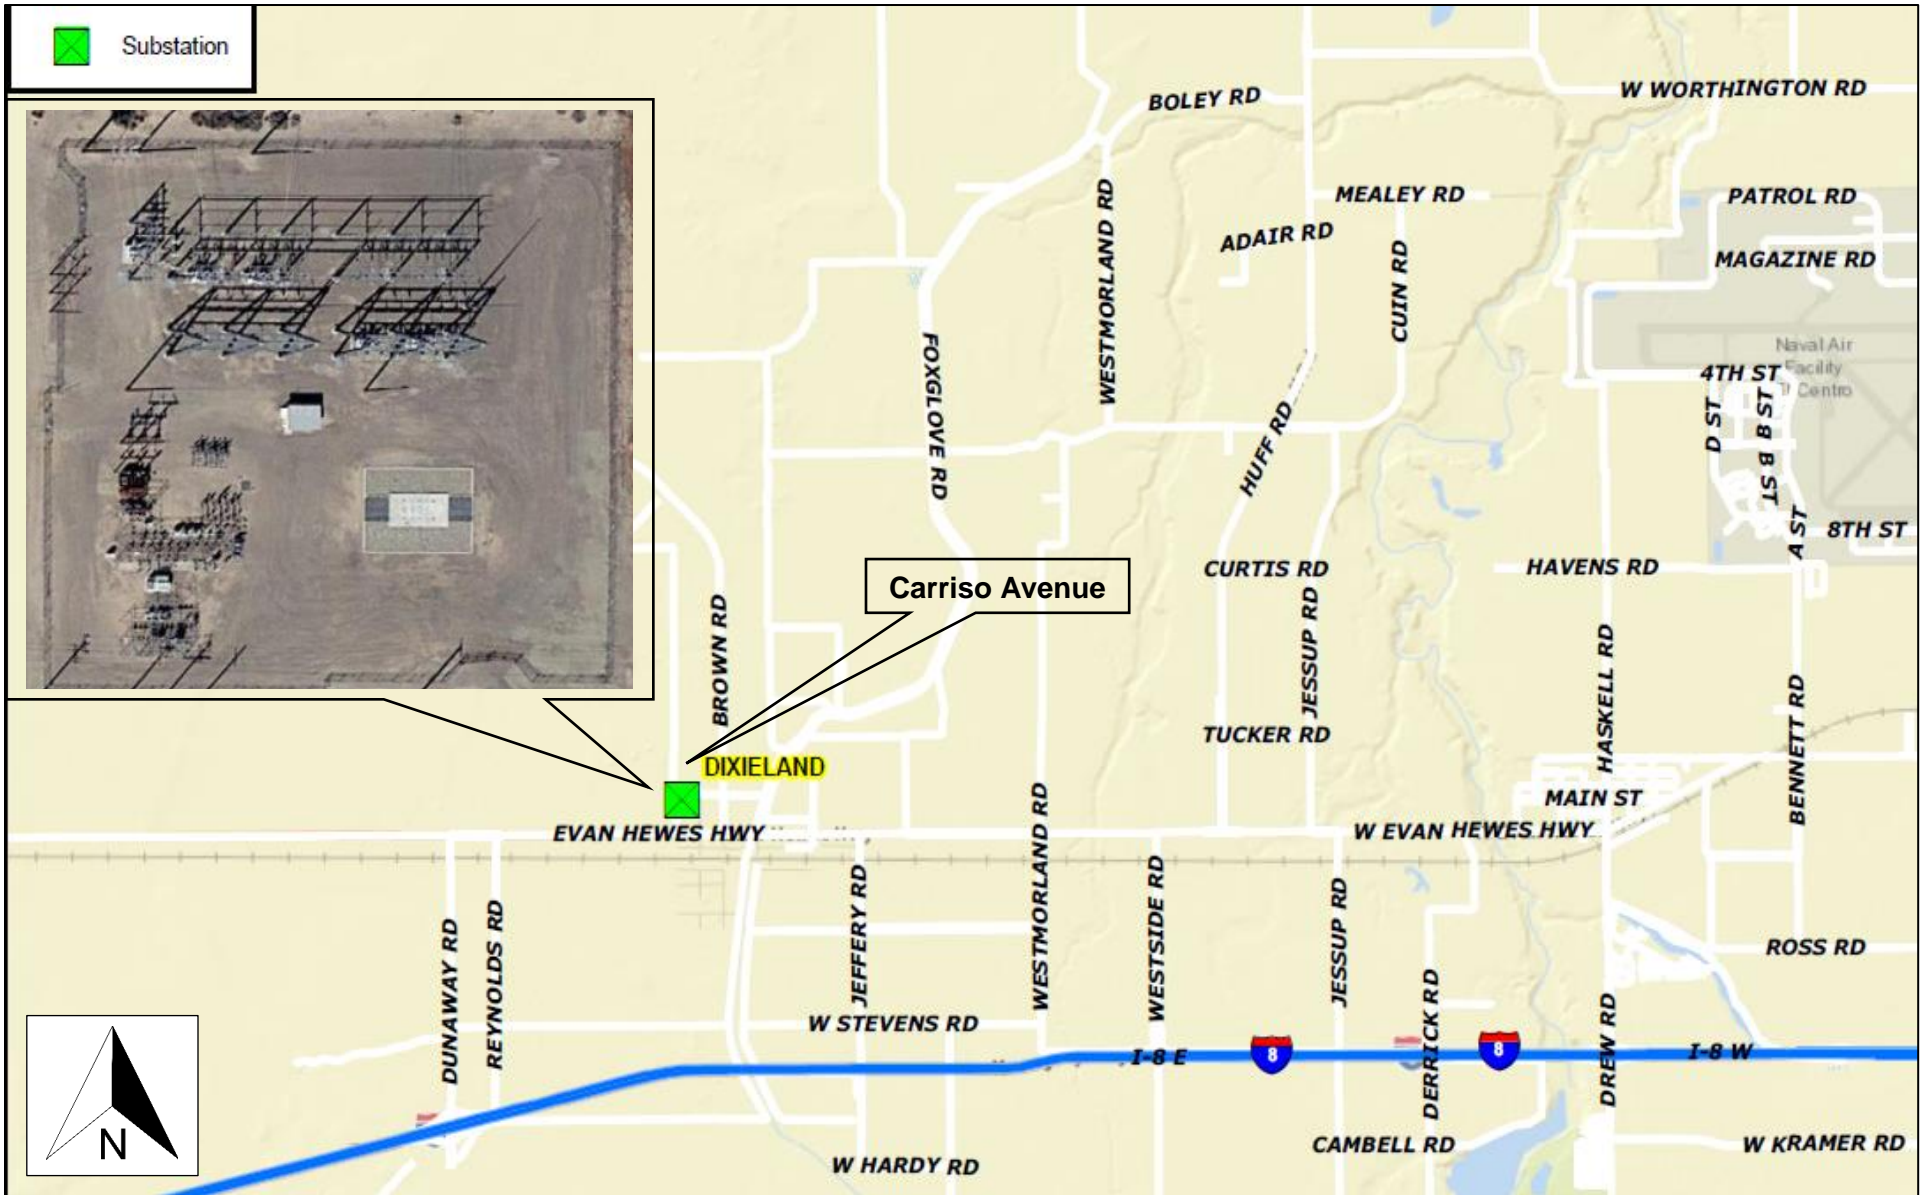 Substation
BOLEY RD
W WORTHINGTON RD
MEALEY RD
PATROL RD
WESTMORLAND RD
ADAIR RD
CUIN RD
MAGAZINE RD
FOXGLOVE RD
Naval Air
Facility
El Centro
4TH ST
D ST
B ST
B ST
HUFF RD
A ST
8TH ST
CURTIS RD
HAVENS RD
Carriso Avenue
BROWN RD
JESSUP RD
HASKELL RD
BENNETT RD
TUCKER RD
DIXIELAND
MAIN ST
EVAN HEWES HWY
W EVAN HEWES HWY
WESTMORLAND RD
DUNAWAY RD
REYNOLDS RD
JEFFERY RD
WESTSIDE RD
JESSUP RD
DERRICK RD
DREW RD
ROSS RD
W STEVENS RD
I-8 E
8
8
I-8 W
N
CAMBELL RD
W KRAMER RD
W HARDY RD